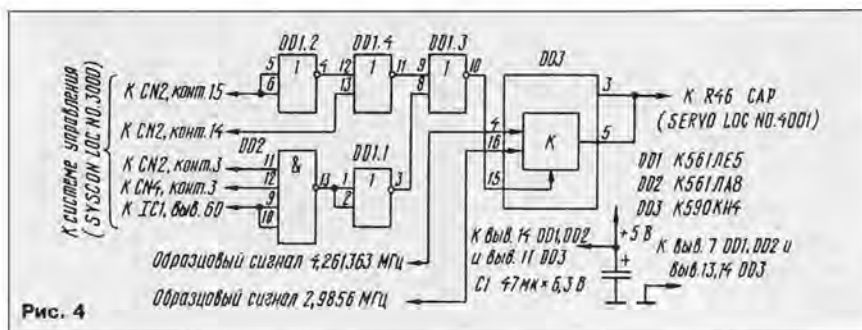 К системе управления
(SYSCON LOC NO.3000)
К CN2, конт.15
К CN2, конт.14
К CN2, конт.3
К CN4, конт.3
К IC1, выв.60
DD1.2
5
6
1
4
DD1.4
12
13
1
11
DD1.3
9
8
1
10
DD2
11
12
9
10
&
13
DD1.1
1
2
1
3
DD3
4
16
15
К
3
5
К R46 CAP
(SERVO LOC NO.4001)
DD1 К561ЛЕ5
DD2 К561ЛА8
DD3 К590КН4
Образцовый сигнал 4,261363 МГц
Образцовый сигнал 2,9856 МГц
К выв.14 DD1,DD2
и выв.11 DD3
+5 В
+
С1 47мк×6,3 В
К выв.7 DD1,DD2 и
выв.13,14 DD3
Рис. 4